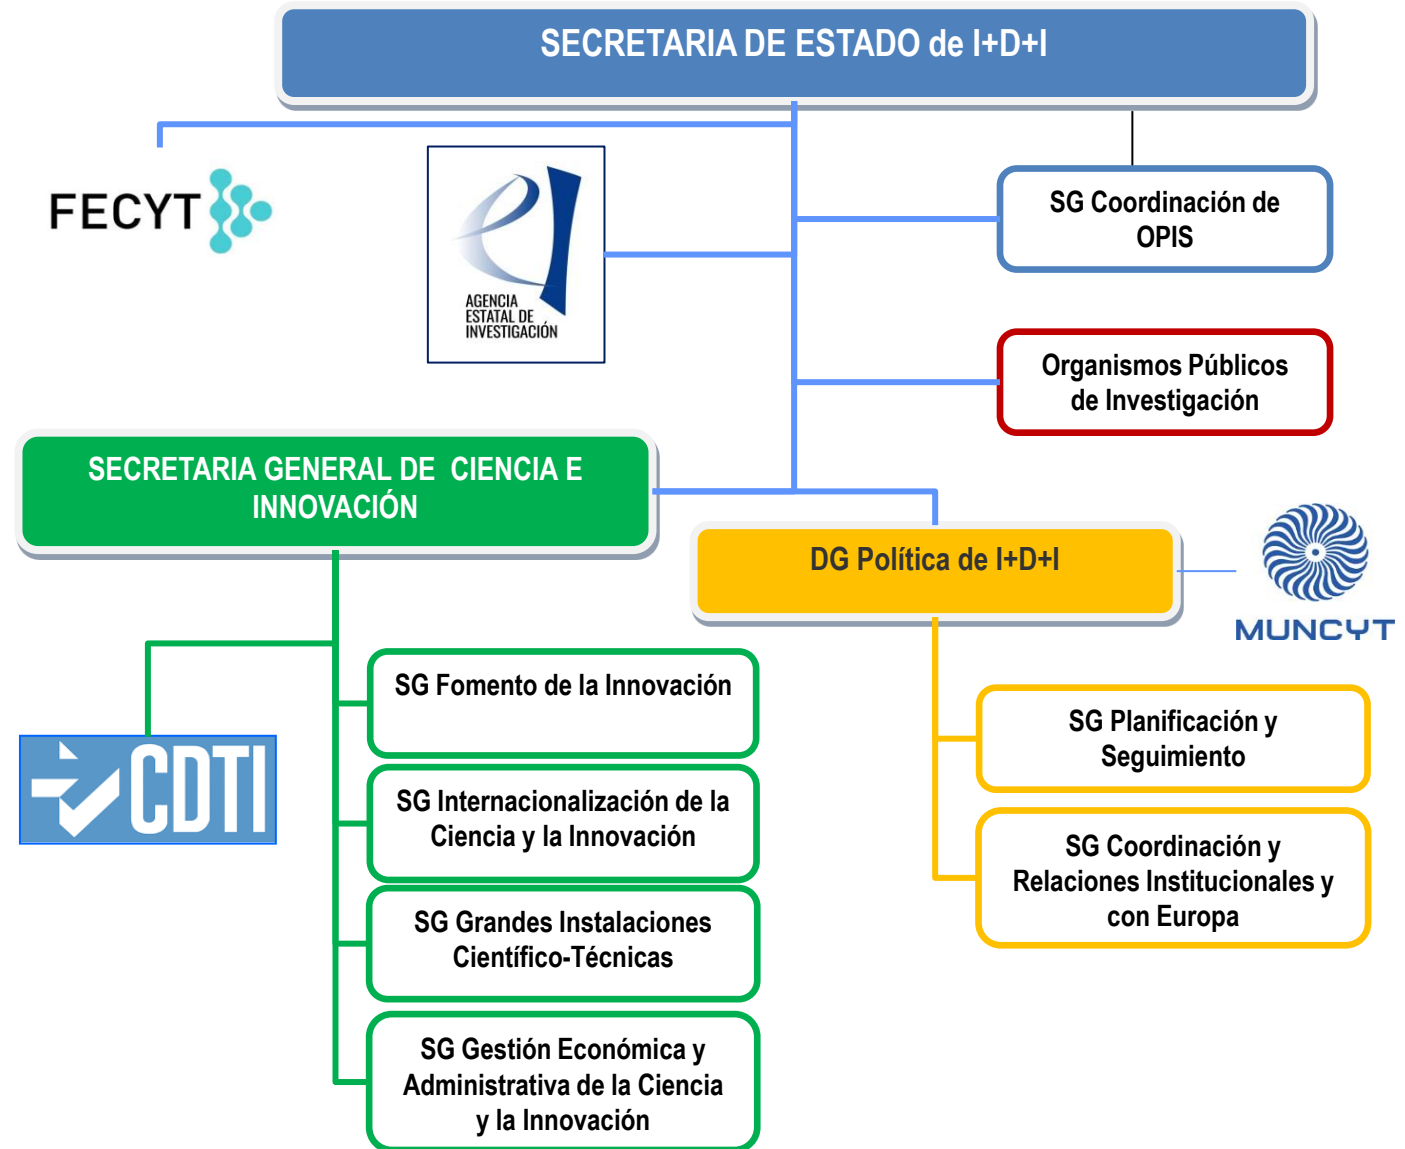 SECRETARIA DE ESTADO de I+D+I
FECYT
AGENCIA
ESTATAL DE
INVESTIGACIÓN
SG Coordinación de
OPIS
Organismos Públicos
de Investigación
SECRETARIA GENERAL DE CIENCIA E
INNOVACIÓN
DG Política de I+D+I
MUNCYT
CDTI
SG Fomento de la Innovación
SG Internacionalización de la
Ciencia y la Innovación
SG Grandes Instalaciones
Científico-Técnicas
SG Gestión Económica y
Administrativa de la Ciencia
y la Innovación
SG Planificación y
Seguimiento
SG Coordinación y
Relaciones Institucionales y
con Europa